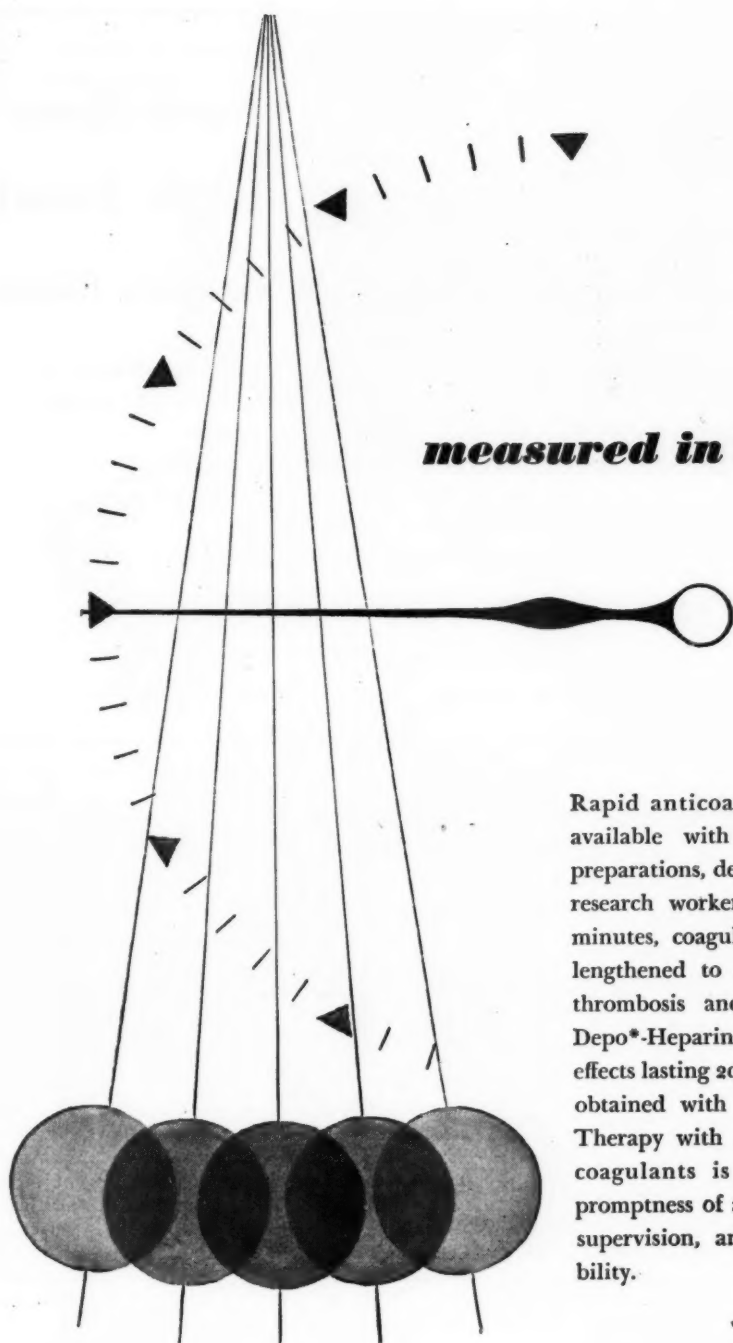 measured in
Rapid anticoa
available with
preparations, de
research worker
minutes, coagul
lengthened to
thrombosis and
Depo*-Heparin
effects lasting 20
obtained with
Therapy with
coagulants is
promptness of
supervision, an
bility.